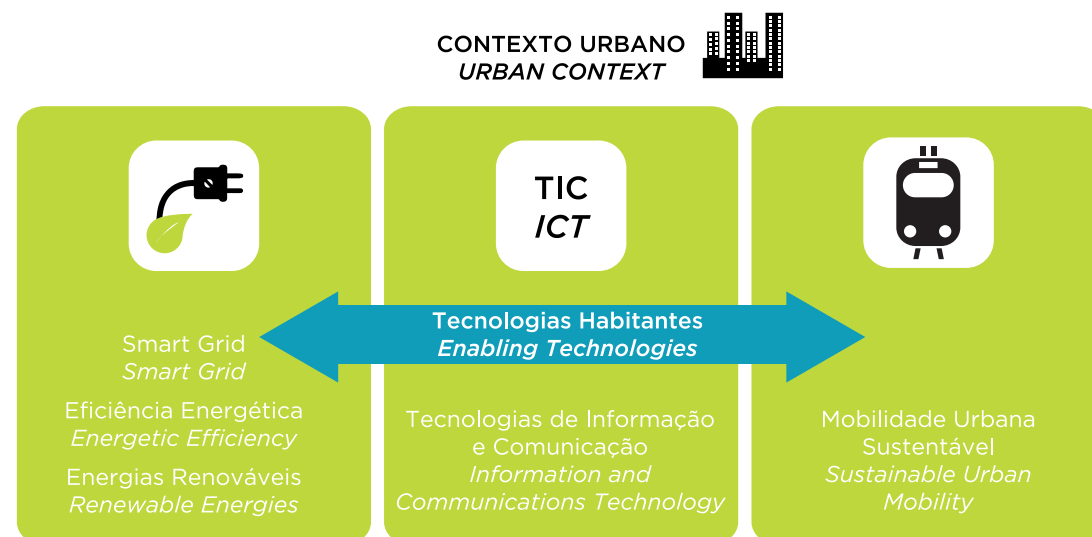 CONTEXTO URBANO
URBAN CONTEXT
TIC
ICT
Tecnologias Habitantes
Enabling Technologies
Smart Grid
Smart Grid
Eficiência Energética
Energetic Efficiency
Energias Renováveis
Renewable Energies
Tecnologias de Informação
e Comunicação
Information and
Communications Technology
Mobilidade Urbana
Sustentável
Sustainable Urban
Mobility